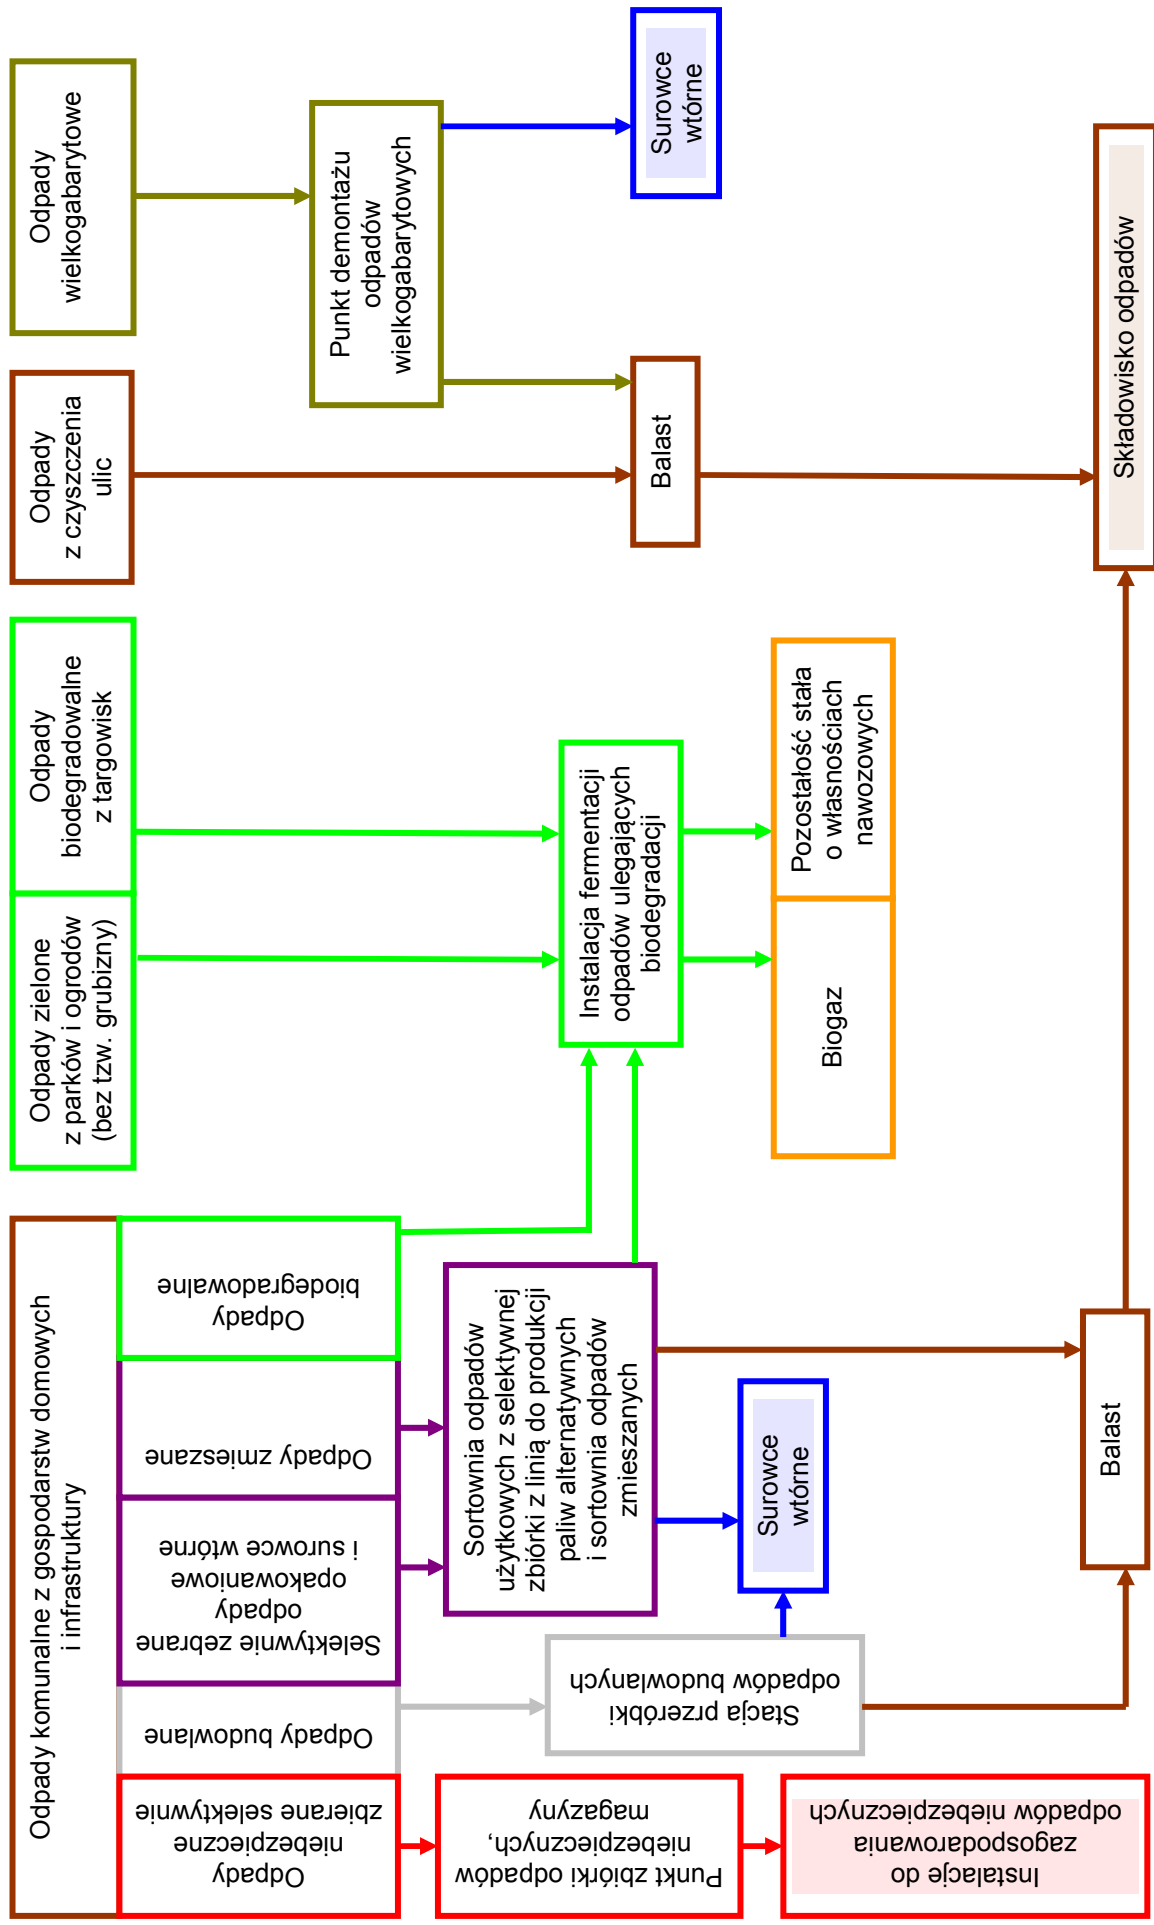 Odpady komunalne z gospodarstw domowych
i infrastruktury
Odpady
niebezpieczne
zbierane selektywnie
Odpady budowlane
Selektywnie zebrane
odpady
opakowaniowe
i surowce wtórne
Odpady zmieszane
Odpady
biodegradowalne
Odpady zielone
z parków i ogrodów
(bez tzw. grubizny)
Odpady
biodegradowalne
z targowisk
Odpady
z czyszczenia
ulic
Odpady
wielkogabarytowe
Punkt zbiórki odpadów
niebezpiecznych,
magazyny
Stacja przeróbki
odpadów budowlanych
Sortownia odpadów
użytkowych z selektywnej
zbiórki z linią do produkcji
paliw alternatywnych
i sortownia odpadów
zmieszanych
Instalacja fermentacji
odpadów ulegających
biodegradacji
Punkt demontażu
odpadów
wielkogabarytowych
Instalacje do
zagospodarowania
odpadów niebezpiecznych
Surowce
wtórne
Biogaz
Pozostałość stała
o własnościach
nawozowych
Balast
Surowce
wtórne
Balast
Składowisko odpadów